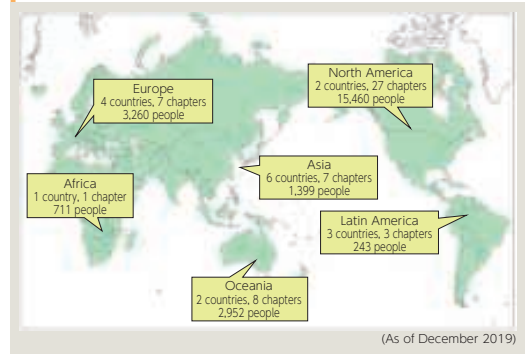 Europe
4 countries, 7 chapters
3,260 people
North America
2 countries, 27 chapters
15,460 people
Asia
6 countries, 7 chapters
1,399 people
Africa
1 country, 1 chapter
711 people
Latin America
3 countries, 3 chapters
243 people
Oceania
2 countries, 8 chapters
2,952 people
(As of December 2019)